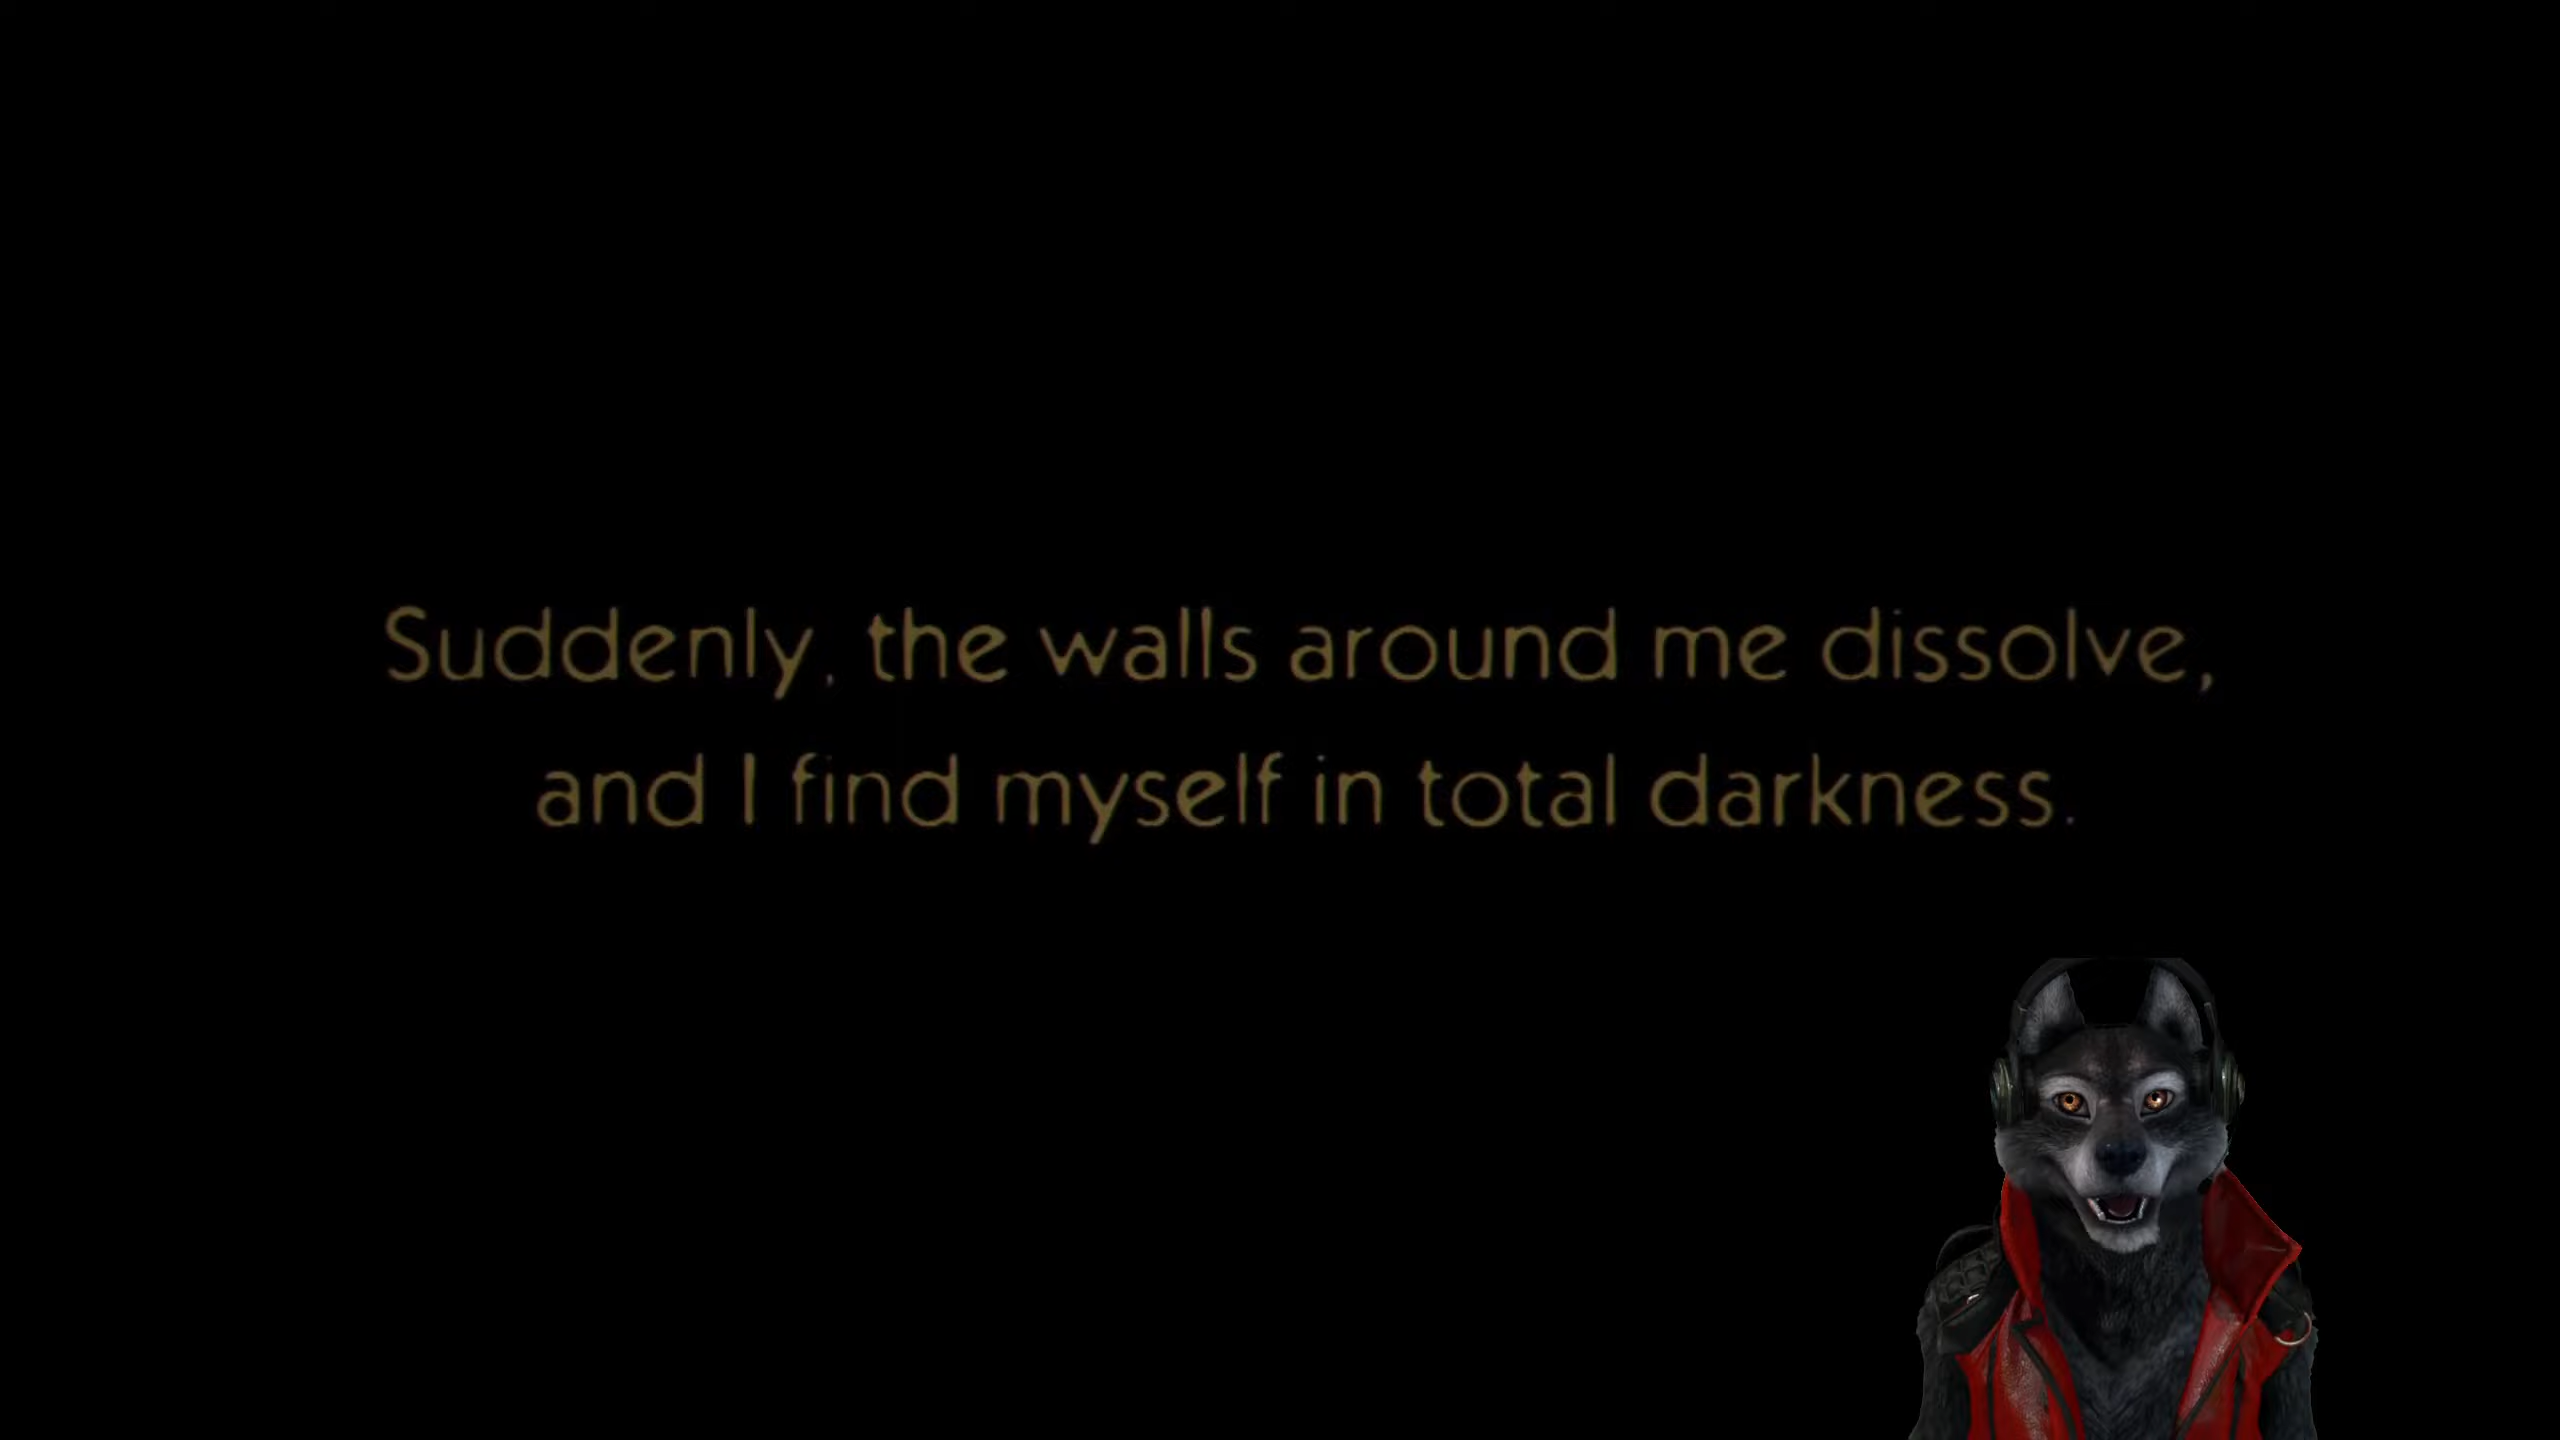 Suddenly, the walls around me dissolve,
and I find myself in total darkness.